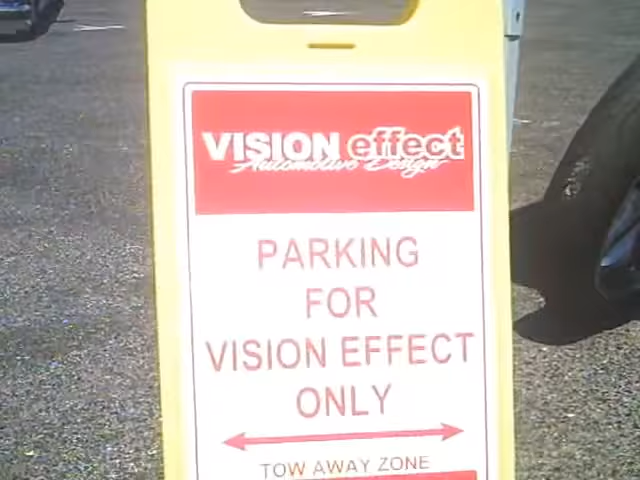 VISION effect
Automotive Design
PARKING
FOR
VISION EFFECT
ONLY
TOW AWAY ZONE